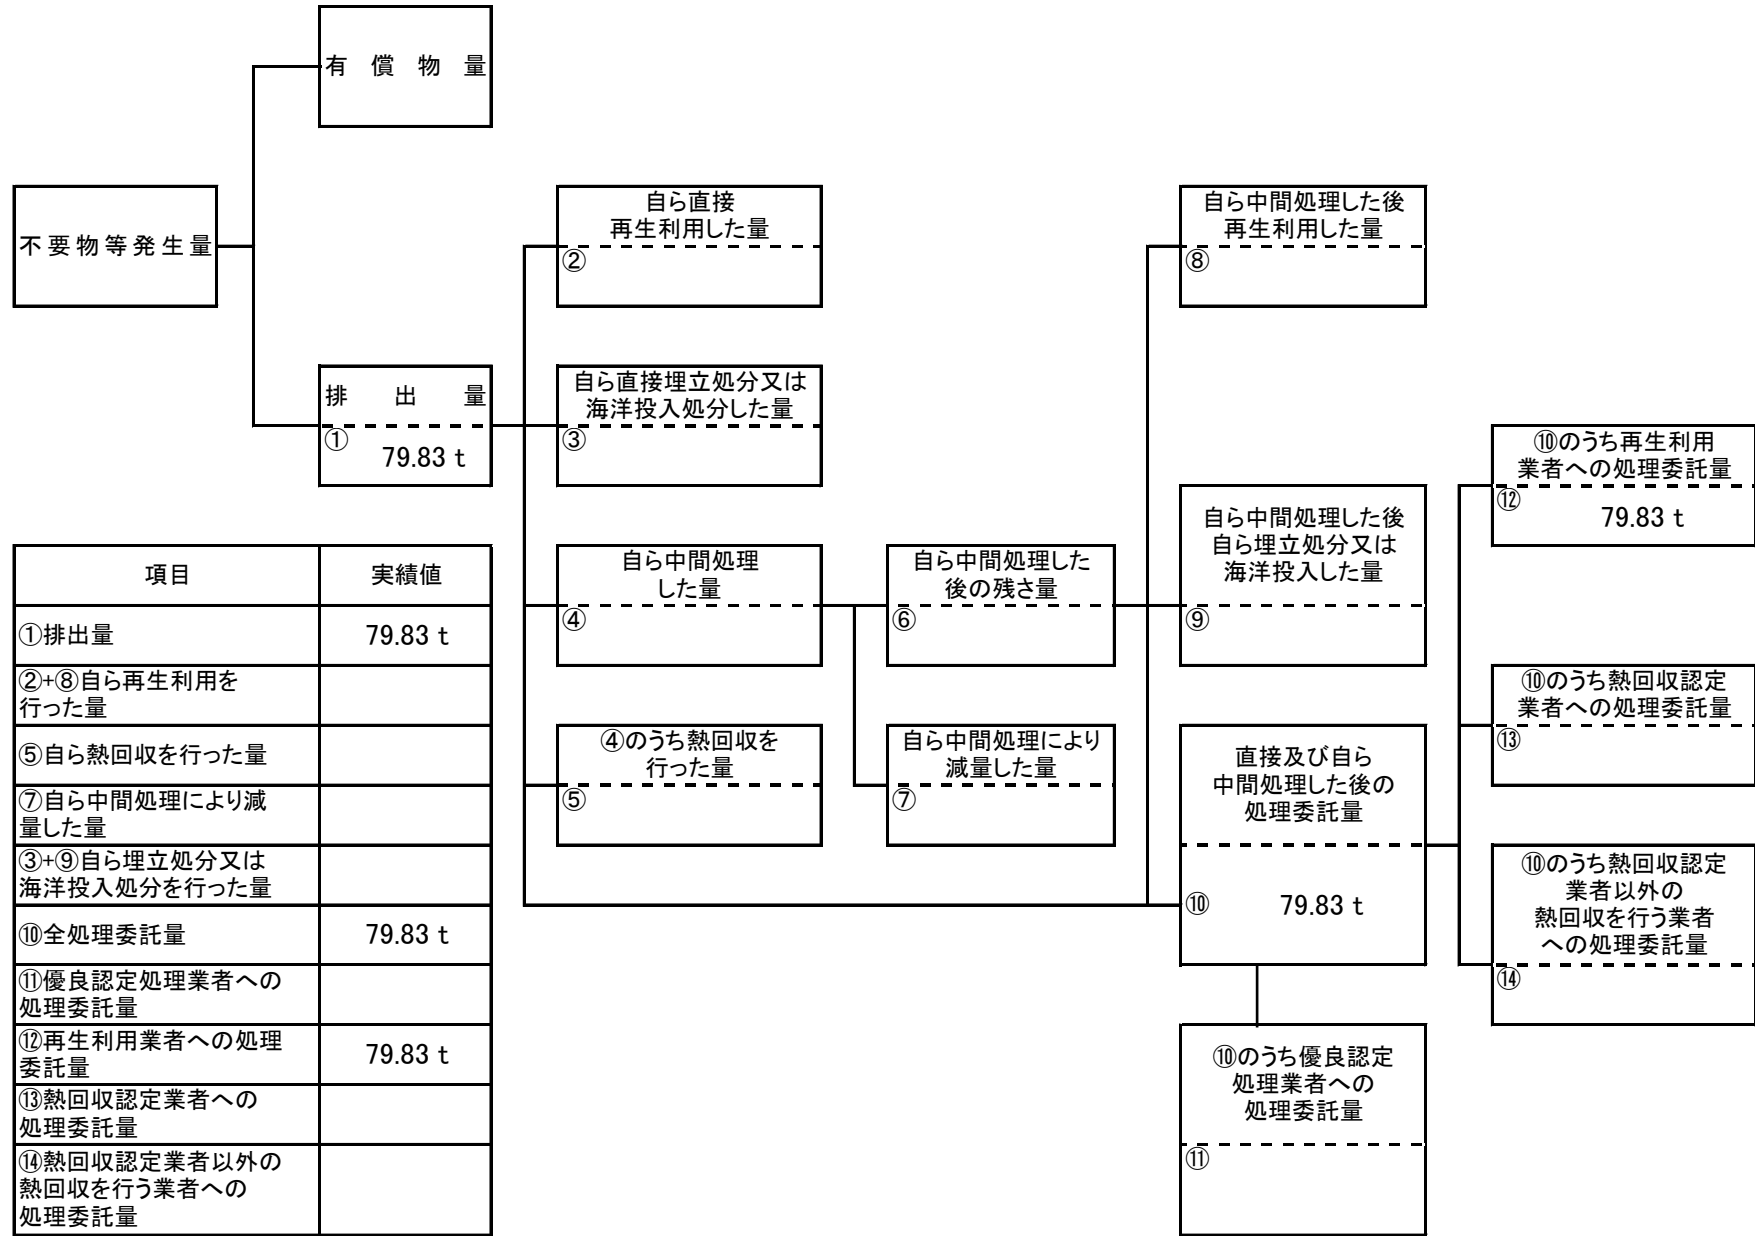 有償物量
不要物等発生量
排出量
①
79.83 t
自ら直接
再生利用した量
②
自ら直接埋立処分又は
海洋投入処分した量
③
自ら中間処理
した量
④
④のうち熱回収を
行った量
⑤
自ら中間処理した
後の残さ量
⑥
自ら中間処理により
減量した量
⑦
自ら中間処理した後
再生利用した量
⑧
自ら中間処理した後
自ら埋立処分又は
海洋投入した量
⑨
直接及び自ら
中間処理した後の
処理委託量
⑩
79.83 t
⑩のうち優良認定
処理業者への
処理委託量
⑪
⑩のうち再生利用
業者への処理委託量
⑫
79.83 t
⑩のうち熱回収認定
業者への処理委託量
⑬
⑩のうち熱回収認定
業者以外の
熱回収を行う業者
への処理委託量
⑭
項目 実績値
①排出量 79.83 t
②+⑧自ら再生利用を
行った量
⑤自ら熱回収を行った量
⑦自ら中間処理により減
量した量
③+⑨自ら埋立処分又は
海洋投入処分を行った量
⑩全処理委託量 79.83 t
⑪優良認定処理業者への
処理委託量
⑫再生利用業者への処理
委託量 79.83 t
⑬熱回収認定業者への
処理委託量
⑭熱回収認定業者以外の
熱回収を行う業者への
処理委託量